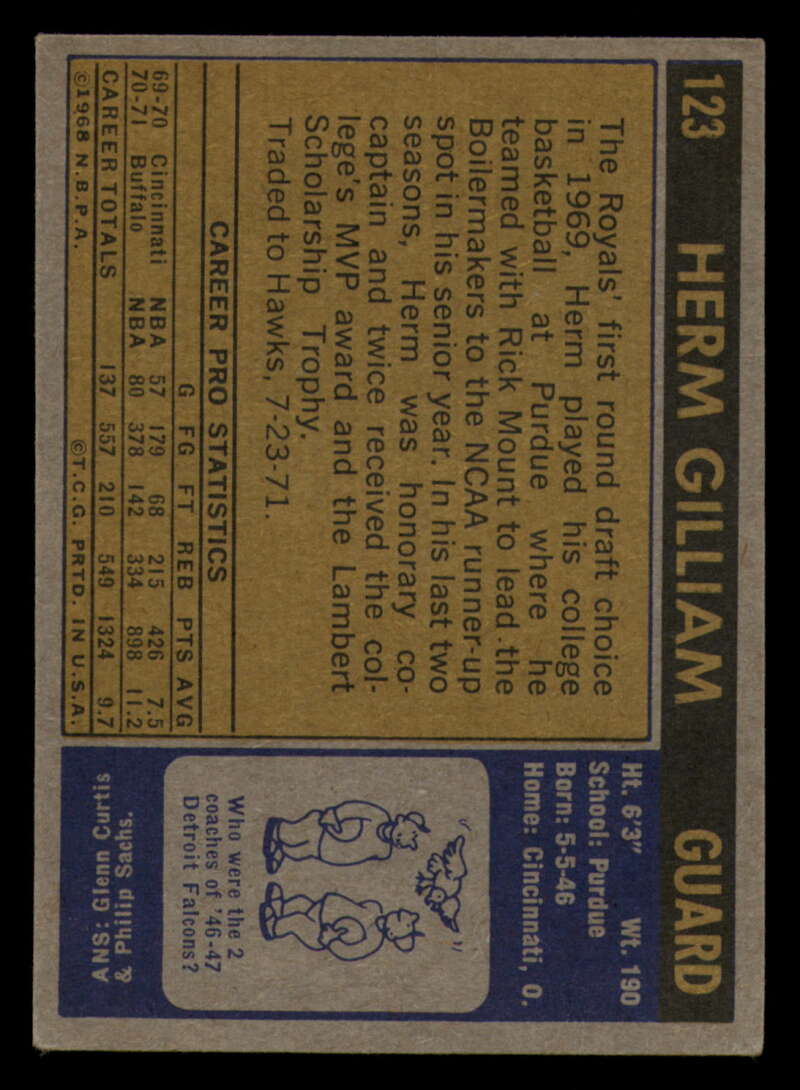 123 HERM GILLIAM GUARD
The Royals' first round draft choice
in 1969, Herm played his college
basketball at Purdue where he
teamed with Rick Mount to lead the
Boilermakers to the NCAA runner-up
spot in his senior year. In his last two
seasons, Herm was honorary co-
captain and twice received the col-
lege's MVP award and the Lambert
Scholarship Trophy.
Traded to Hawks, 7-23-71.
CAREER PRO STATISTICS
G FG FT REB PTS AVG
69-70 Cincinnati NBA 57 179 68 215 426 7.5
70-71 Buffalo NBA 80 378 142 334 898 11.2
CAREER TOTALS 137 557 210 549 1324 9.7
©1968 N.B.P.A. ©T.C.G. PRTD. IN U.S.A.
Ht. 6'3" Wt. 190
School: Purdue
Born: 5-5-46
Home: Cincinnati, O.
Who were the 2
coaches of '46-47
Detroit Falcons?
ANS: Glenn Curtis
& Philip Sachs.